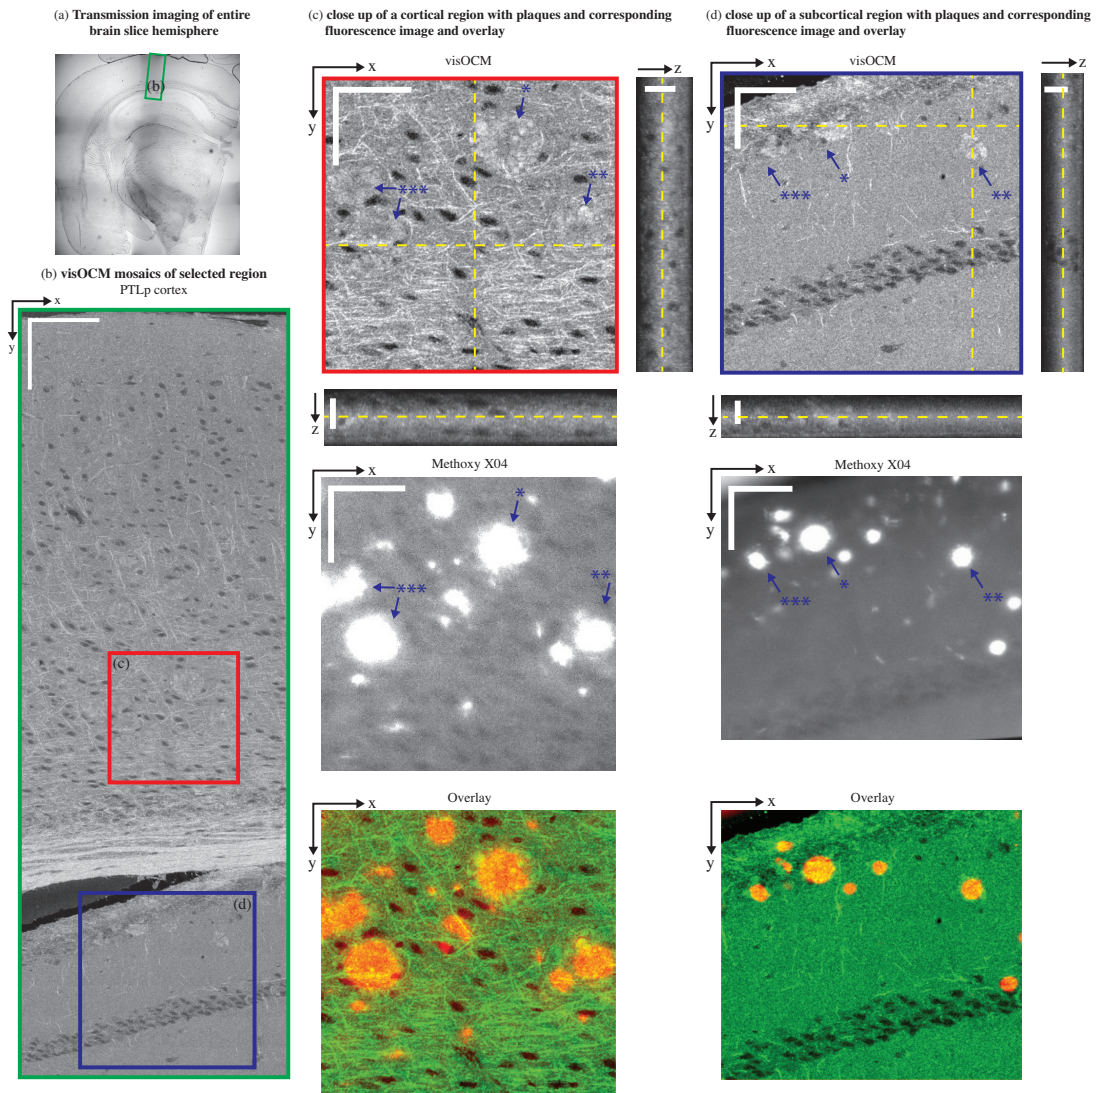 (a) Transmission imaging of entire
brain slice hemisphere
(b)
(b) visOCM mosaics of selected region
PTLp cortex
x
y
(c)
(d)
(c) close up of a cortical region with plaques and corresponding
fluorescence image and overlay
visOCM
x
z
y
*
**
***
z
Methoxy X04
x
y
*
**
***
Overlay
x
y
(d) close up of a subcortical region with plaques and corresponding
fluorescence image and overlay
visOCM
x
z
y
*
***
**
z
Methoxy X04
x
y
*
***
**
Overlay
x
y